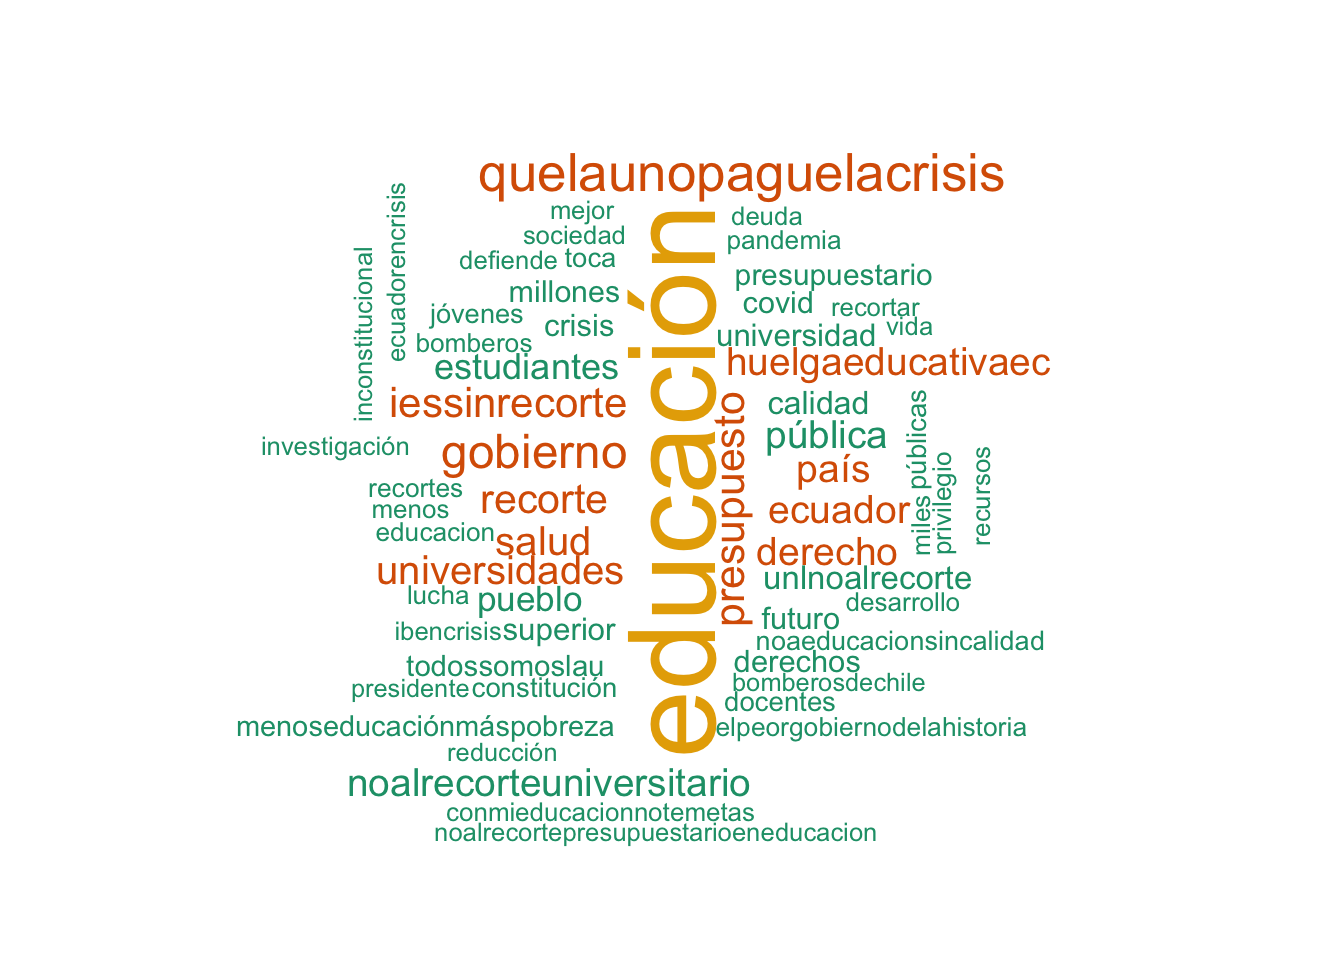 quelaunopaguelacrisis
educación
mejor
deuda
sociedad
pandemia
defiende
toca
presupuestario
millones
covid
recortar
jóvenes
crisis
universidad
vida
bomberos
estudiantes
huelgaeducativaec
inconstitucional
ecuadorencrisis
iessinrecorte
calidad
pública
investigación
gobierno
país
públicas
recortes
recorte
presupuesto
ecuador
miles
privilegio
recursos
menos
educacion
salud
derecho
universidades
unlnoalrecorte
lucha
pueblo
desarrollo
futuro
ibencrisis
superior
noaeducacionsincalidad
todossomoslau
derechos
presidente
constitución
bomberosdechile
docentes
menoseducaciónmáspobreza
elpeorgobiernodelahistoria
reducción
noalrecorteuniversitario
conmieducacionnotemetas
noalrecortepresupuestarioeneducacion